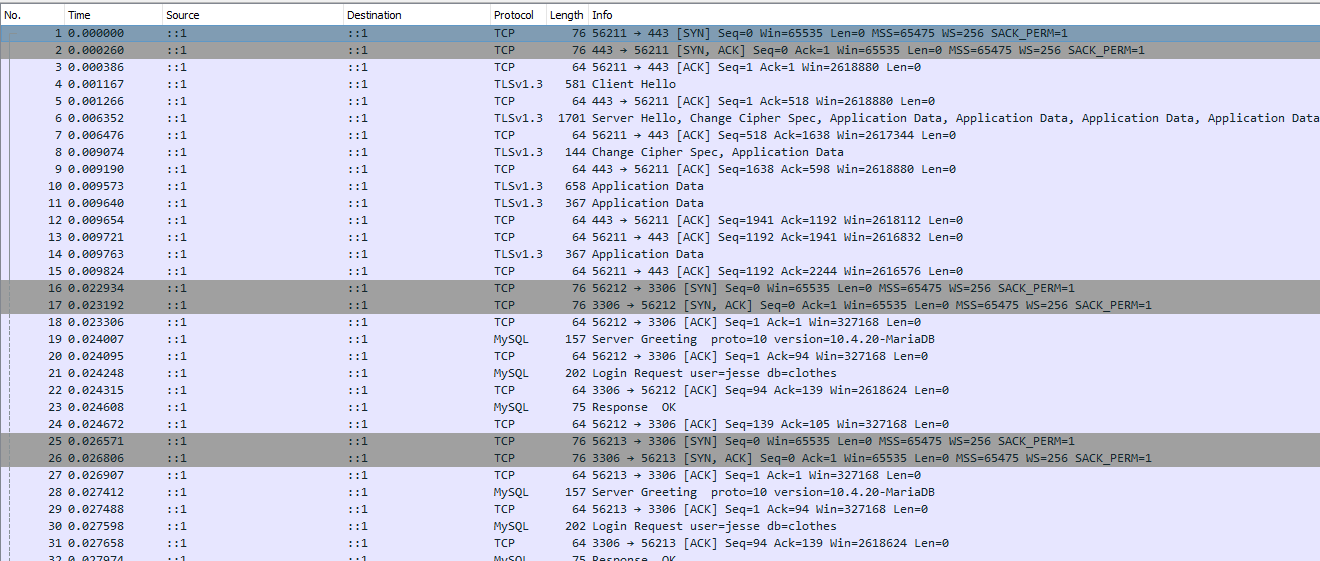 No. Time Source Destination Protocol Length Info
1 0.000000 ::1 ::1 TCP 76 56211 → 443 [SYN] Seq=0 Win=65535 Len=0 MSS=65475 WS=256 SACK_PERM=1
2 0.000260 ::1 ::1 TCP 76 443 → 56211 [SYN, ACK] Seq=0 Ack=1 Win=65535 Len=0 MSS=65475 WS=256 SACK_PERM=1
3 0.000386 ::1 ::1 TCP 64 56211 → 443 [ACK] Seq=1 Ack=1 Win=2618880 Len=0
4 0.001167 ::1 ::1 TLSv1.3 581 Client Hello
5 0.001266 ::1 ::1 TCP 64 443 → 56211 [ACK] Seq=1 Ack=518 Win=2618880 Len=0
6 0.006352 ::1 ::1 TLSv1.3 1701 Server Hello, Change Cipher Spec, Application Data, Application Data, Application Data, Application Data
7 0.006476 ::1 ::1 TCP 64 56211 → 443 [ACK] Seq=518 Ack=1638 Win=2617344 Len=0
8 0.009074 ::1 ::1 TLSv1.3 144 Change Cipher Spec, Application Data
9 0.009190 ::1 ::1 TCP 64 443 → 56211 [ACK] Seq=1638 Ack=598 Win=2618880 Len=0
10 0.009573 ::1 ::1 TLSv1.3 658 Application Data
11 0.009640 ::1 ::1 TLSv1.3 367 Application Data
12 0.009654 ::1 ::1 TCP 64 443 → 56211 [ACK] Seq=1941 Ack=1192 Win=2618112 Len=0
13 0.009721 ::1 ::1 TCP 64 56211 → 443 [ACK] Seq=1192 Ack=1941 Win=2616832 Len=0
14 0.009763 ::1 ::1 TLSv1.3 367 Application Data
15 0.009824 ::1 ::1 TCP 64 56211 → 443 [ACK] Seq=1192 Ack=2244 Win=2616576 Len=0
16 0.022934 ::1 ::1 TCP 76 56212 → 3306 [SYN] Seq=0 Win=65535 Len=0 MSS=65475 WS=256 SACK_PERM=1
17 0.023192 ::1 ::1 TCP 76 3306 → 56212 [SYN, ACK] Seq=0 Ack=1 Win=65535 Len=0 MSS=65475 WS=256 SACK_PERM=1
18 0.023306 ::1 ::1 TCP 64 56212 → 3306 [ACK] Seq=1 Ack=1 Win=327168 Len=0
19 0.024007 ::1 ::1 MySQL 157 Server Greeting proto=10 version=10.4.20-MariaDB
20 0.024095 ::1 ::1 TCP 64 56212 → 3306 [ACK] Seq=1 Ack=94 Win=327168 Len=0
21 0.024248 ::1 ::1 MySQL 202 Login Request user=jesse db=clothes
22 0.024315 ::1 ::1 TCP 64 3306 → 56212 [ACK] Seq=94 Ack=139 Win=2618624 Len=0
23 0.024608 ::1 ::1 MySQL 75 Response OK
24 0.024672 ::1 ::1 TCP 64 56212 → 3306 [ACK] Seq=139 Ack=105 Win=327168 Len=0
25 0.026571 ::1 ::1 TCP 76 56213 → 3306 [SYN] Seq=0 Win=65535 Len=0 MSS=65475 WS=256 SACK_PERM=1
26 0.026806 ::1 ::1 TCP 76 3306 → 56213 [SYN, ACK] Seq=0 Ack=1 Win=65535 Len=0 MSS=65475 WS=256 SACK_PERM=1
27 0.026907 ::1 ::1 TCP 64 56213 → 3306 [ACK] Seq=1 Ack=1 Win=327168 Len=0
28 0.027412 ::1 ::1 MySQL 157 Server Greeting proto=10 version=10.4.20-MariaDB
29 0.027488 ::1 ::1 TCP 64 56213 → 3306 [ACK] Seq=1 Ack=94 Win=327168 Len=0
30 0.027598 ::1 ::1 MySQL 202 Login Request user=jesse db=clothes
31 0.027658 ::1 ::1 TCP 64 3306 → 56213 [ACK] Seq=94 Ack=139 Win=2618624 Len=0
32 0.027974 ::1 ::1 MySQL 75 Response OK